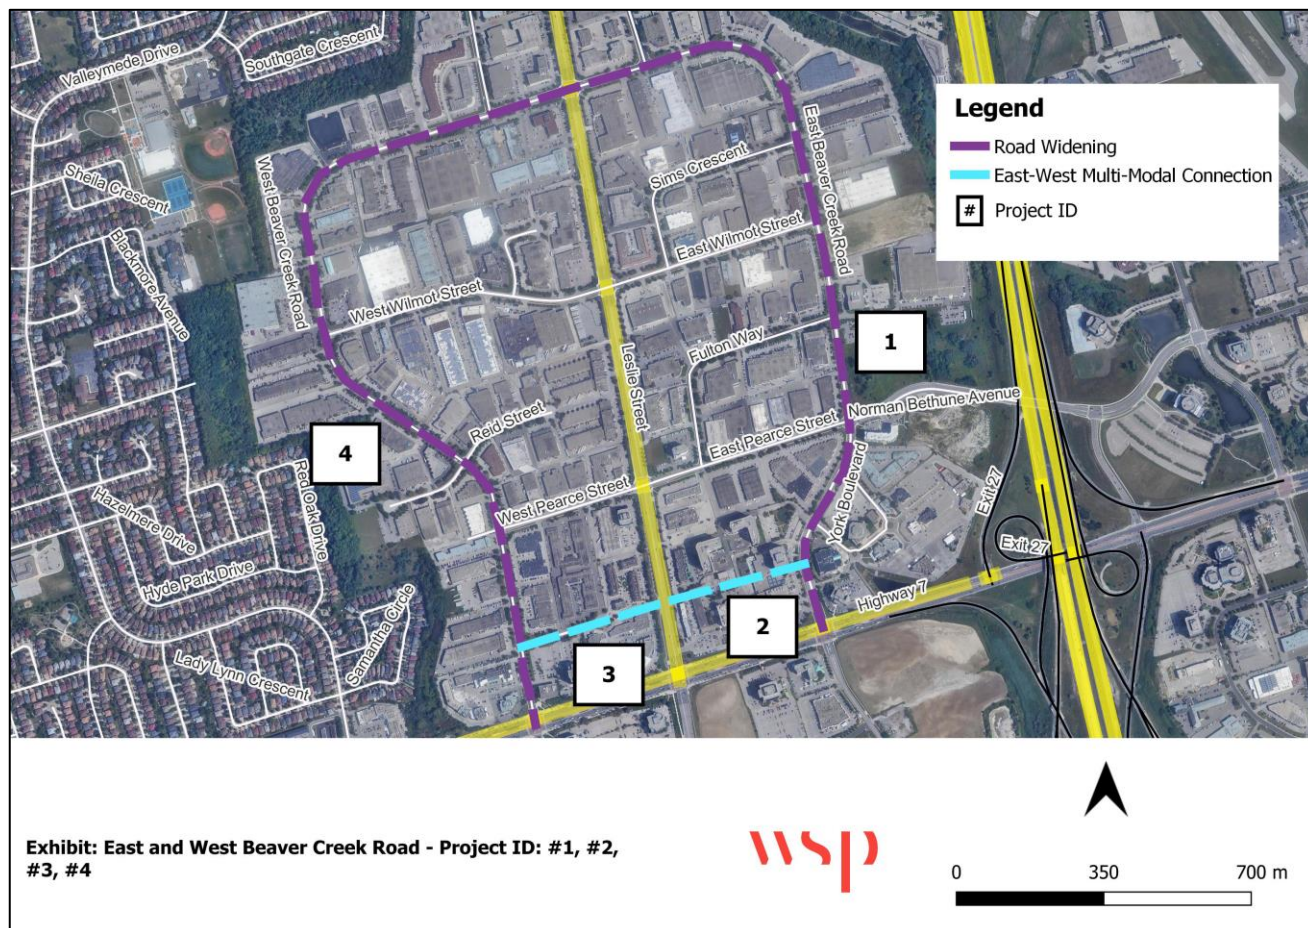 Valleymede Drive
Southgate Crescent
Sheila Crescent
Blackmore Avenue
West Beaver Creek Road
East Beaver Creek Road
Sims Crescent
East Wilmot Street
West Wilmot Street
Leslie Street
Fulton Way
Reid Street
East Pearce Street
Norman Bethune Avenue
West Pearce Street
York Boulevard
Exit 27
Exit 27
Highway 7
Hazelmere Drive
Red Oak Drive
Hyde Park Drive
Samantha Circle
Lady Lynn Crescent
1
4
2
3
Legend
Road Widening
East-West Multi-Modal Connection
# Project ID
Exhibit: East and West Beaver Creek Road - Project ID: #1, #2,
#3, #4
wsp
0 350 700 m